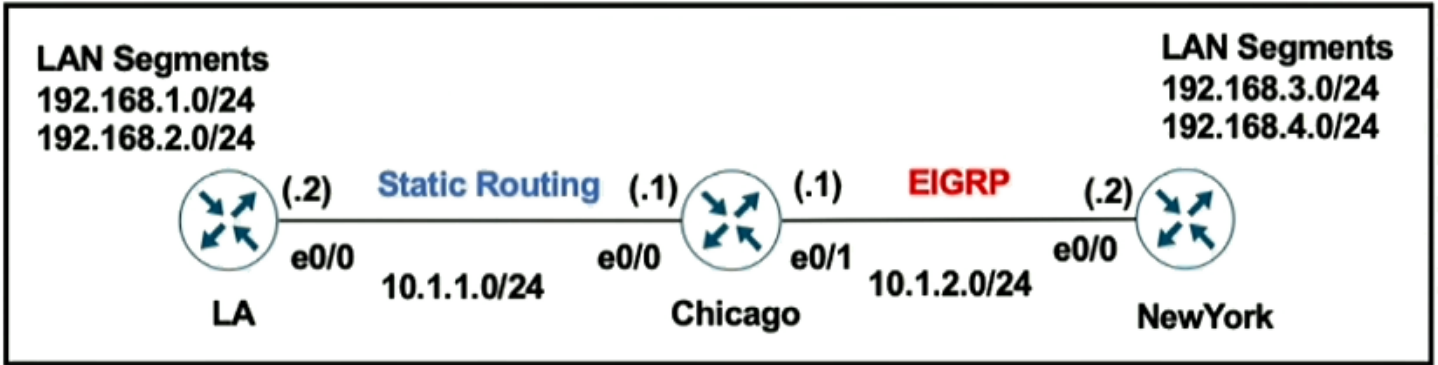 LAN Segments
192.168.1.0/24
192.168.2.0/24
LAN Segments
192.168.3.0/24
192.168.4.0/24
(.2)
Static Routing
(.1)
(.1)
EIGRP
(.2)
e0/0
10.1.1.0/24
e0/0
e0/1
10.1.2.0/24
e0/0
LA
Chicago
NewYork